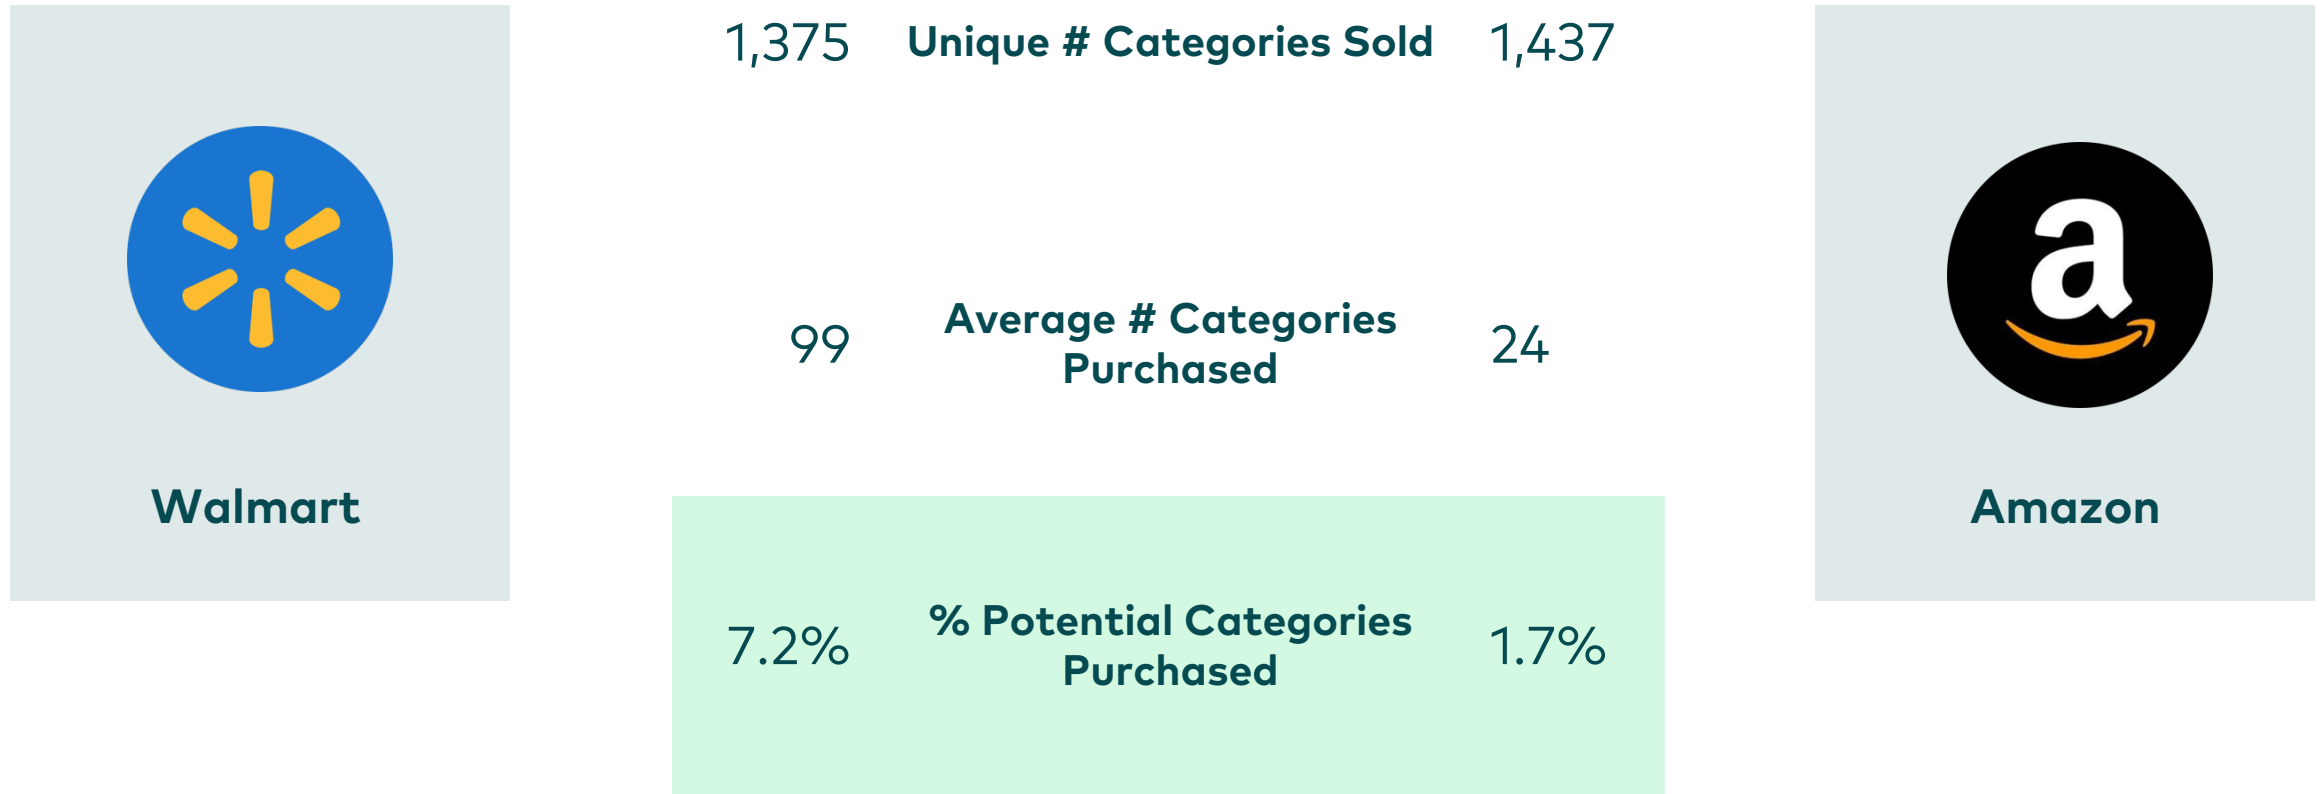 1,375 Unique # Categories Sold 1,437
99 Average # Categories 24
Purchased
Walmart
Amazon
7.2% % Potential Categories 1.7%
Purchased